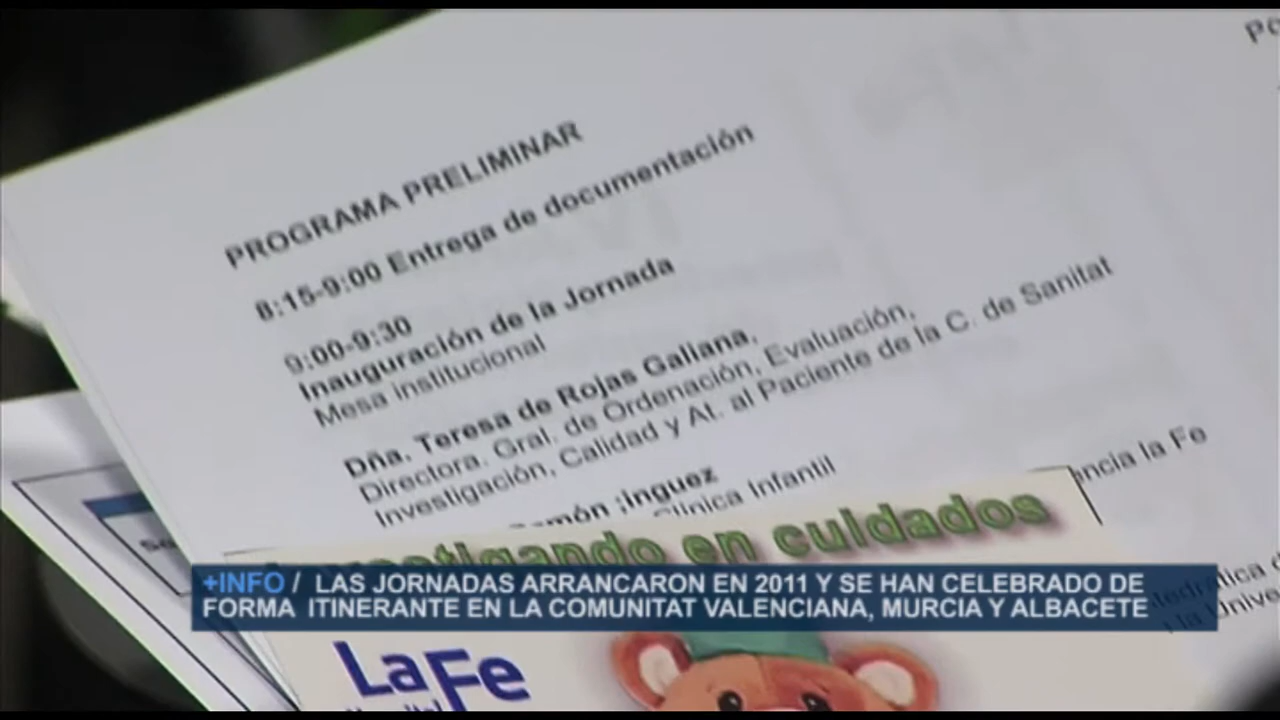 PROGRAMA PRELIMINAR
8:15-9:00 Entrega de documentación
9:00-9:30
Inauguración de la Jornada
Mesa institucional
Dña. Teresa de Rojas Galiana,
Directora. Gral. de Ordenación, Evaluación,
Investigación, Calidad y At. al Paciente de la C. de Sanitat
Clínica Infantil
la Fe
en cuidados
+INFO / LAS JORNADAS ARRANCARON EN 2011 Y SE HAN CELEBRADO DE
FORMA ITINERANTE EN LA COMUNITAT VALENCIANA, MURCIA Y ALBACETE
La Fe